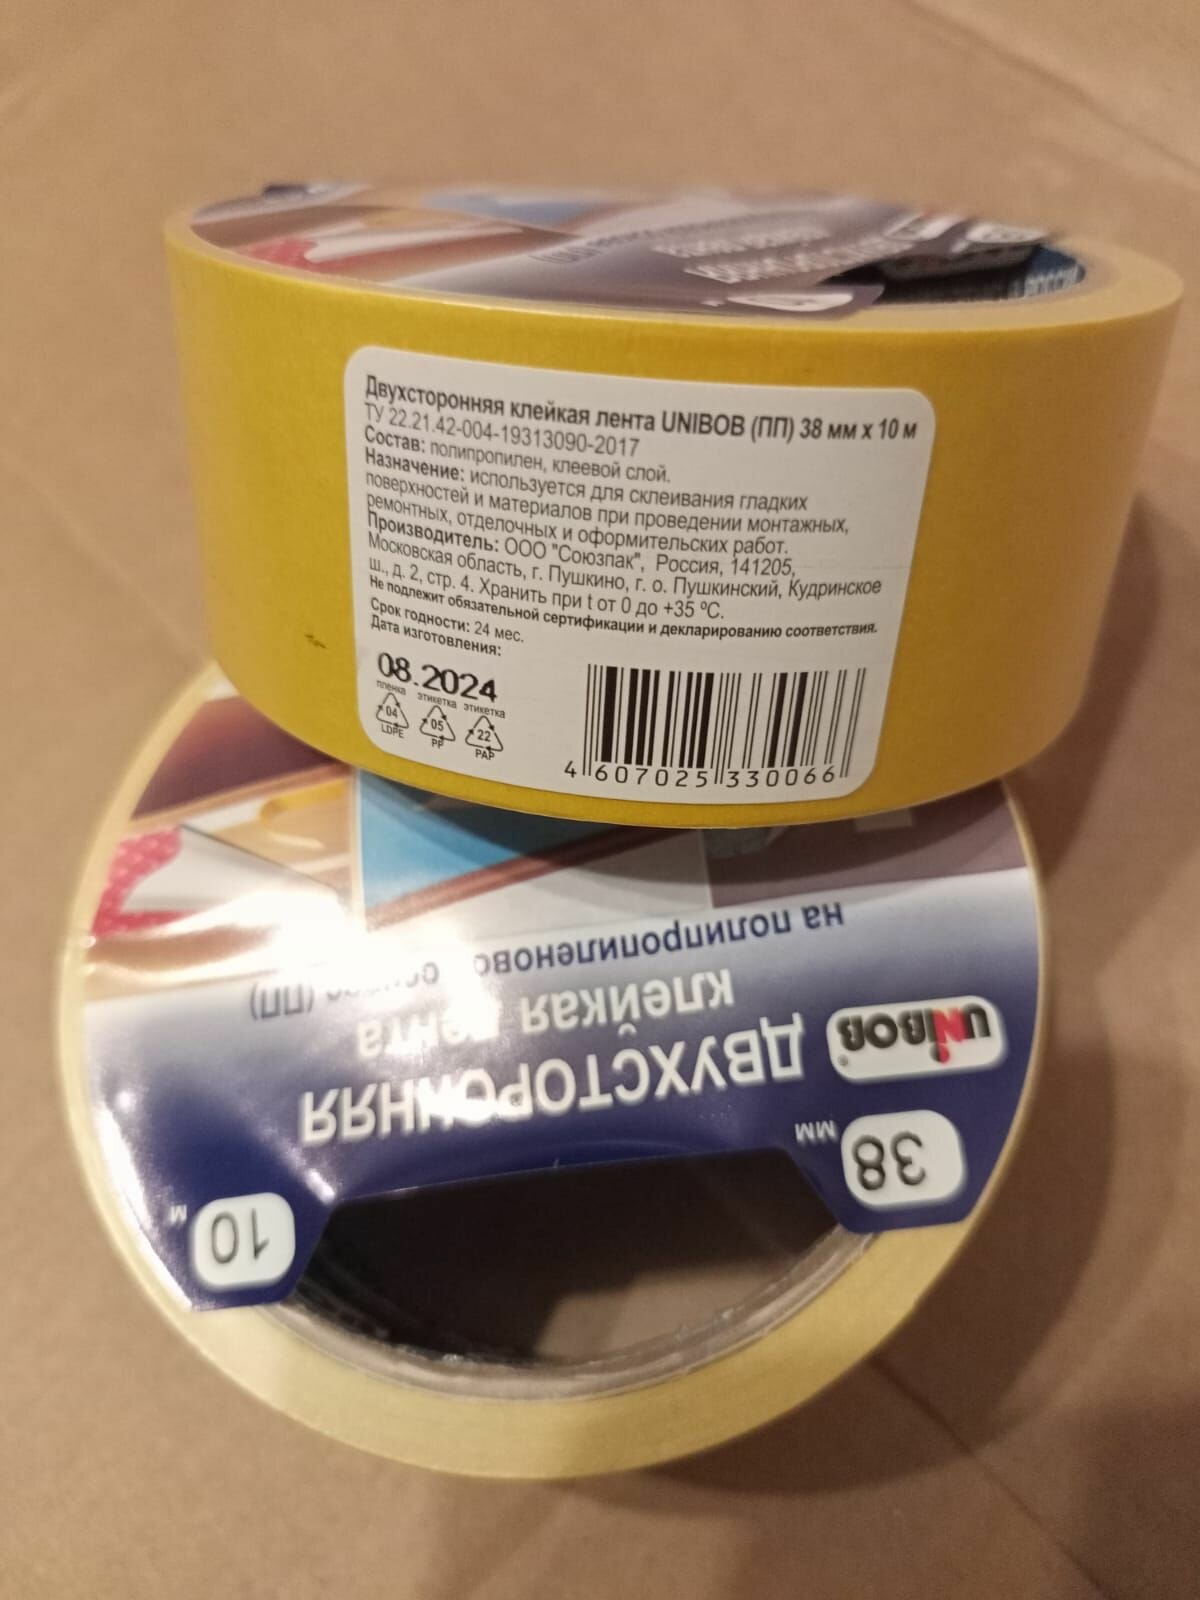 Двухсторонняя клейкая лента UNIBOB (ПП) 38 мм x 10 м
ТУ 22.21.42-004-19313090-2017
Состав: полипропилен, клеевой слой.
Назначение: используется для склеивания гладких
поверхностей и материалов при проведении монтажных,
ремонтных, отделочных и оформительских работ.
Производитель: ООО "Союзпак", Россия, 141205,
Московская область, г. Пушкино, г. о. Пушкинский, Кудринское
ш., д. 2, стр. 4. Хранить при t от 0 до +35 ºС.
Не подлежит обязательной сертификации и декларированию соответствия.
Срок годности: 24 мес.
Дата изготовления:
08.2024
пленка этикетка этикетка
04 05 22
LDPE PP PAP
4 607025 330066
10 м
38 мм
UNIBOB®
ДВУХСТОРОННЯЯ
клейкая лента
на полипропиленовой основе (ПП)